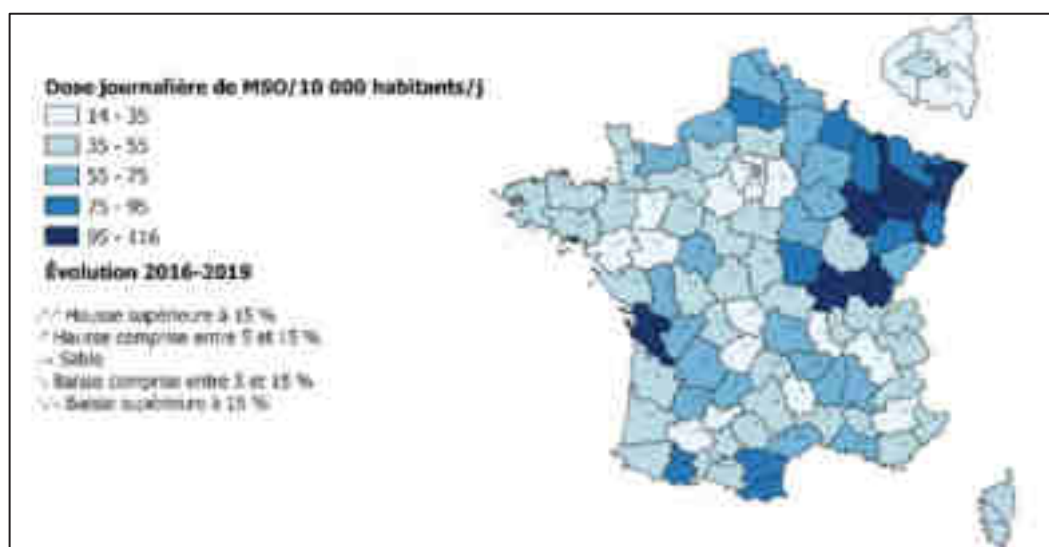 Dose journalière de MSO/10 000 habitants/j
14 - 35
35 - 55
55 - 75
75 - 95
95 - 116
Évolution 2016-2019
Hausse supérieure à 15 %
Hausse comprise entre 5 et 15 %
Stable
Baisse comprise entre 5 et 15 %
Baisse supérieure à 15 %